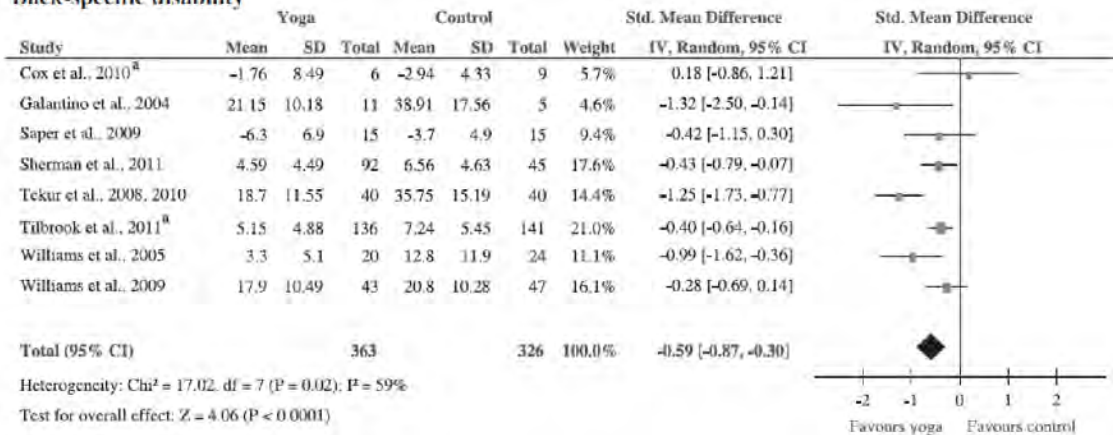 Back-specific disability
Yoga Control Std. Mean Difference Std. Mean Difference
Study Mean SD Total Mean SD Total Weight IV, Random, 95% CI IV, Random, 95% CI
Cox et al., 2010a −1.76 8.49 6 −2.94 4.33 9 5.7% 0.18 [−0.86, 1.21]
Galantino et al., 2004 21.15 10.18 11 38.91 17.56 5 4.6% −1.32 [−2.50, −0.14]
Saper et al., 2009 −6.3 6.9 15 −3.7 4.9 15 9.4% −0.42 [−1.15, 0.30]
Sherman et al., 2011 4.59 4.49 92 6.56 4.63 45 17.6% −0.43 [−0.79, −0.07]
Tekur et al., 2008, 2010 18.7 11.55 40 35.75 15.19 40 14.4% −1.25 [−1.73, −0.77]
Tilbrook et al., 2011a 5.15 4.88 136 7.24 5.45 141 21.0% −0.40 [−0.64, −0.16]
Williams et al., 2005 3.3 5.1 20 12.8 11.9 24 11.1% −0.99 [−1.62, −0.36]
Williams et al., 2009 17.9 10.49 43 20.8 10.28 47 16.1% −0.28 [−0.69, 0.14]
Total (95% CI) 363 326 100.0% −0.59 [−0.87, −0.30]
Heterogencity: Chi² = 17.02. df = 7 (P = 0.02); I² = 59%
Test for overall effect: Z = 4.06 (P < 0.0001)
-2 -1 0 1 2
Favours yoga Favours control